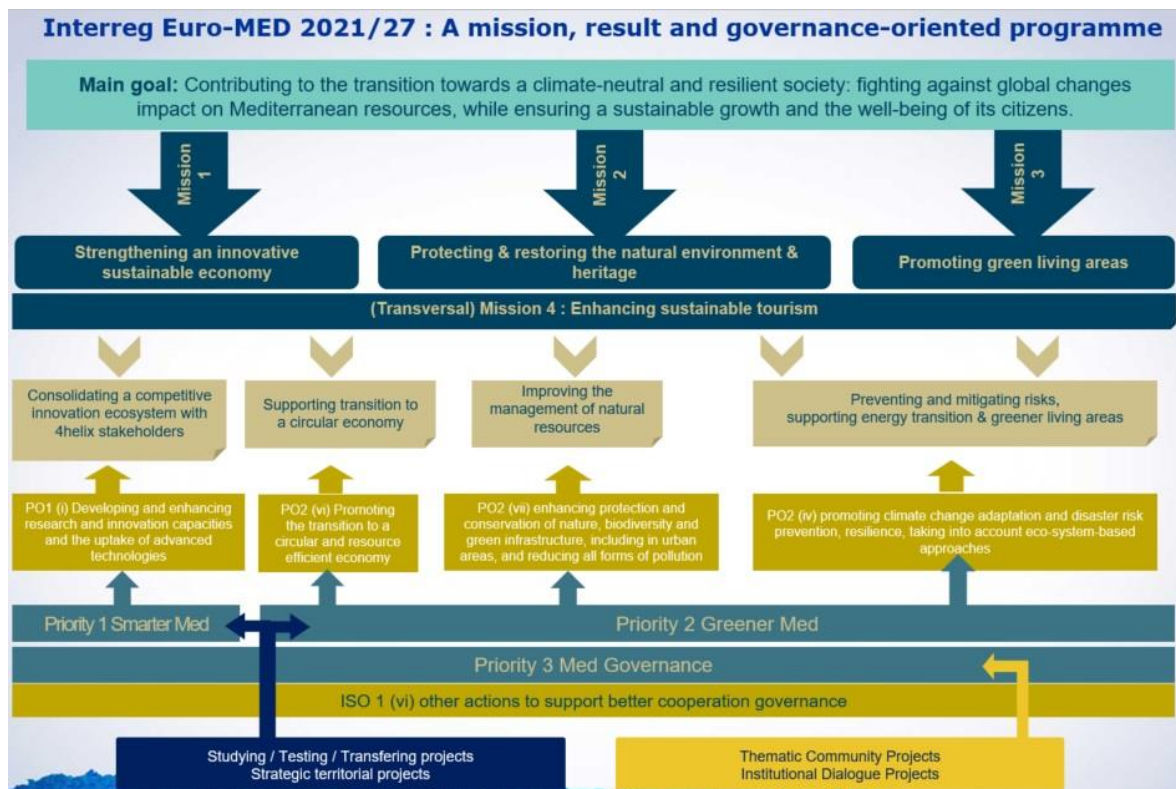 Interreg Euro-MED 2021/27 : A mission, result and governance-oriented programme
Main goal: Contributing to the transition towards a climate-neutral and resilient society: fighting against global changes
impact on Mediterranean resources, while ensuring a sustainable growth and the well-being of its citizens.
Mission
1
Mission
2
Mission
3
Strengthening an innovative
sustainable economy
Protecting & restoring the natural environment &
heritage
Promoting green living areas
(Transversal) Mission 4 : Enhancing sustainable tourism
Consolidating a competitive
innovation ecosystem with
4helix stakeholders
Supporting transition to
a circular economy
Improving the
management of natural
resources
Preventing and mitigating risks,
supporting energy transition & greener living areas
PO1 (i) Developing and enhancing
research and innovation capacities
and the uptake of advanced
technologies
PO2 (vi) Promoting
the transition to a
circular and resource
efficient economy
PO2 (vii) enhancing protection and
conservation of nature, biodiversity and
green infrastructure, including in urban
areas, and reducing all forms of pollution
PO2 (iv) promoting climate change adaptation and disaster risk
prevention, resilience, taking into account eco-system-based
approaches
Priority 1 Smarter Med
Priority 2 Greener Med
Priority 3 Med Governance
ISO 1 (vi) other actions to support better cooperation governance
Studying / Testing / Transfering projects
Strategic territorial projects
Thematic Community Projects
Institutional Dialogue Projects